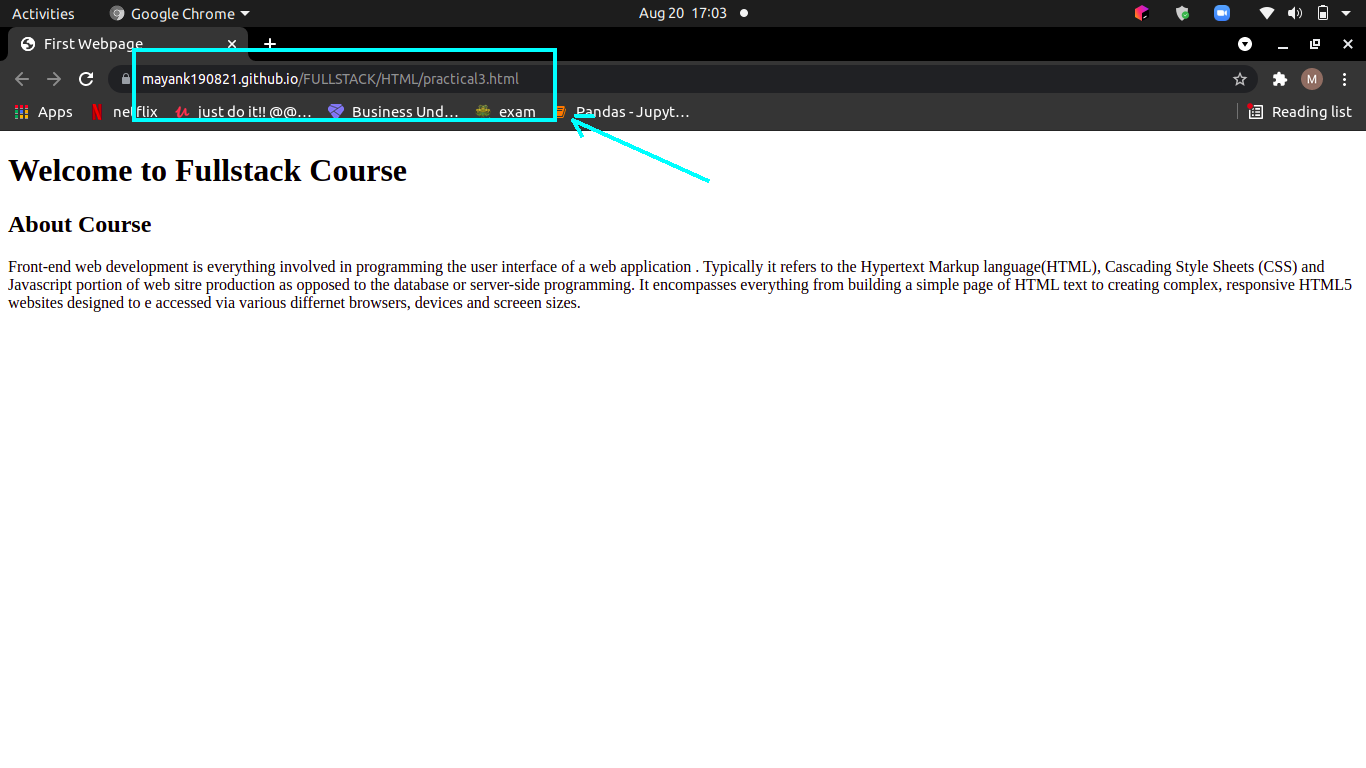 Activities Google Chrome Aug 20 17:03
First Webpage
mayank190821.github.io/FULLSTACK/HTML/practical3.html M
Apps netflix just do it!! @@… Business Und… exam Pandas - Jupyt… Reading list
Welcome to Fullstack Course
About Course
Front-end web development is everything involved in programming the user interface of a web application . Typically it refers to the Hypertext Markup language(HTML), Cascading Style Sheets (CSS) and
Javascript portion of web sitre production as opposed to the database or server-side programming. It encompasses everything from building a simple page of HTML text to creating complex, responsive HTML5
websites designed to e accessed via various differnet browsers, devices and screeen sizes.